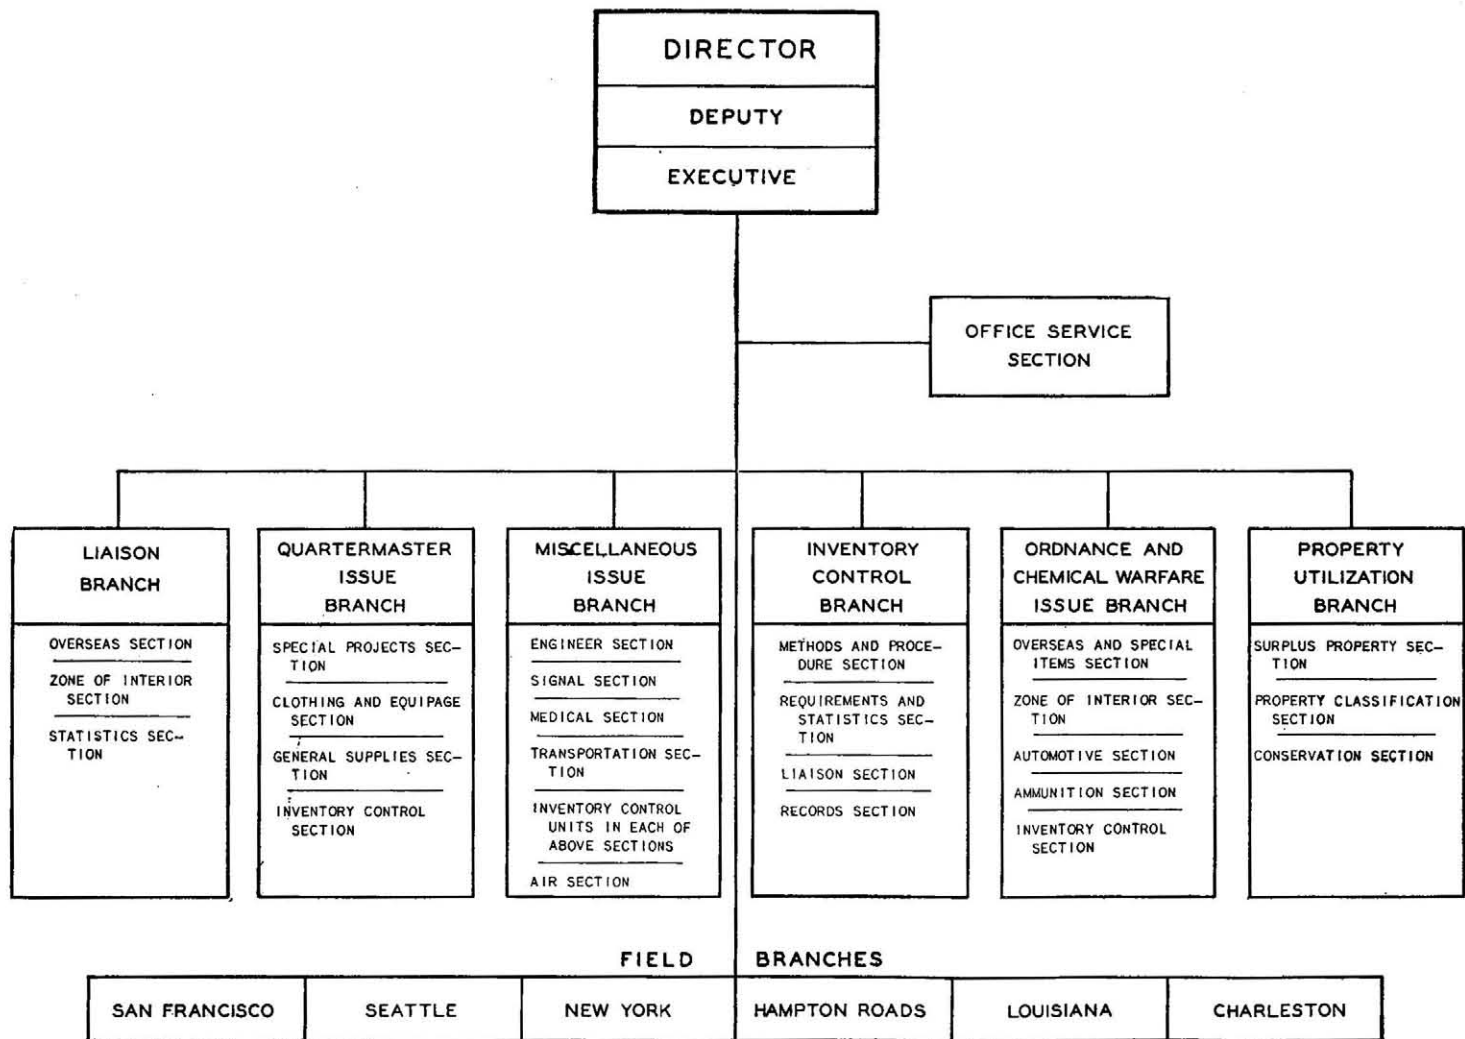 DIRECTOR
DEPUTY
EXECUTIVE
OFFICE SERVICE
SECTION
LIAISON
BRANCH
OVERSEAS SECTION
ZONE OF INTERIOR
SECTION
STATISTICS SEC-
TION
QUARTERMASTER
ISSUE
BRANCH
SPECIAL PROJECTS SEC-
TION
CLOTHING AND EQUIPAGE
SECTION
GENERAL SUPPLIES SEC-
TION
INVENTORY CONTROL
SECTION
MISCELLANEOUS
ISSUE
BRANCH
ENGINEER SECTION
SIGNAL SECTION
MEDICAL SECTION
TRANSPORTATION SEC-
TION
INVENTORY CONTROL
UNITS IN EACH OF
ABOVE SECTIONS
AIR SECTION
INVENTORY
CONTROL
BRANCH
METHODS AND PROCE-
DURE SECTION
REQUIREMENTS AND
STATISTICS SEC-
TION
LIAISON SECTION
RECORDS SECTION
ORDNANCE AND
CHEMICAL WARFARE
ISSUE BRANCH
OVERSEAS AND SPECIAL
ITEMS SECTION
ZONE OF INTERIOR SEC-
TION
AUTOMOTIVE SECTION
AMMUNITION SECTION
INVENTORY CONTROL
SECTION
PROPERTY
UTILIZATION
BRANCH
SURPLUS PROPERTY SEC-
TION
PROPERTY CLASSIFICATION
SECTION
CONSERVATION SECTION
FIELD BRANCHES
SAN FRANCISCO
SEATTLE
NEW YORK
HAMPTON ROADS
LOUISIANA
CHARLESTON